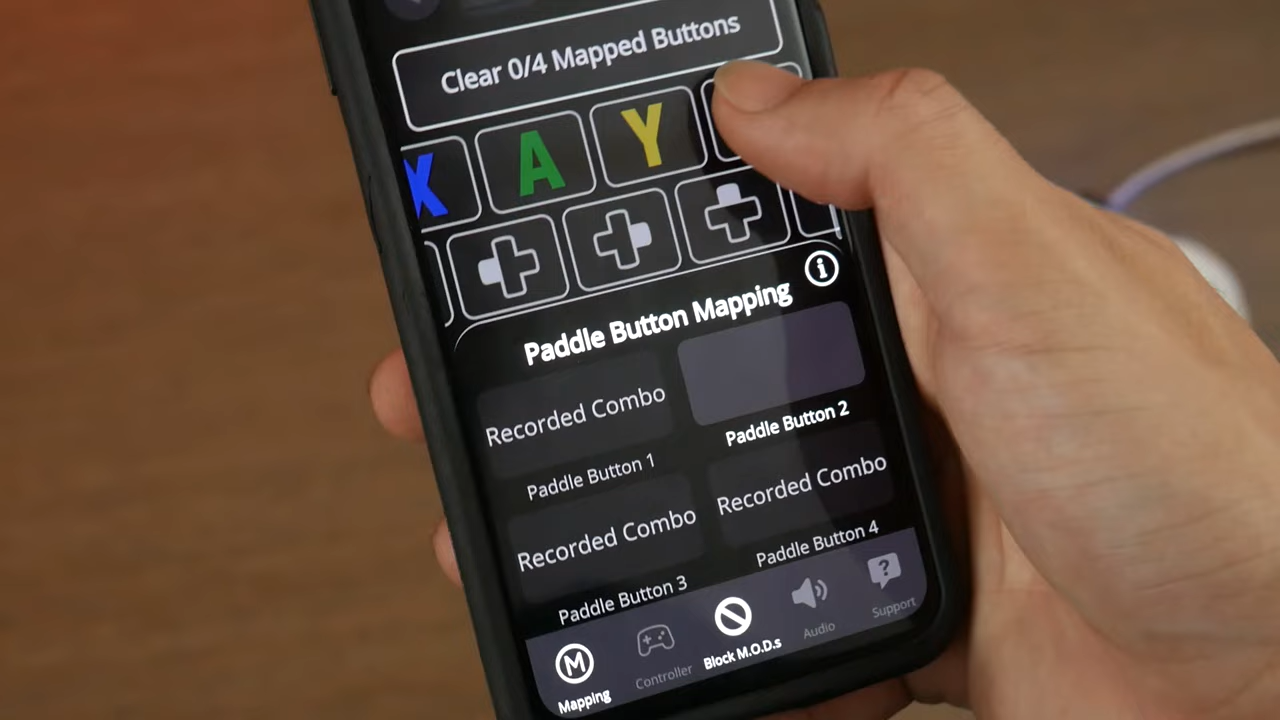 Clear 0/4 Mapped Buttons
X A Y
Paddle Button Mapping
Recorded Combo
Paddle Button 1
Paddle Button 2
Recorded Combo
Paddle Button 3
Recorded Combo
Paddle Button 4
Mapping
Controller
Block M.O.D.s
Audio
Support